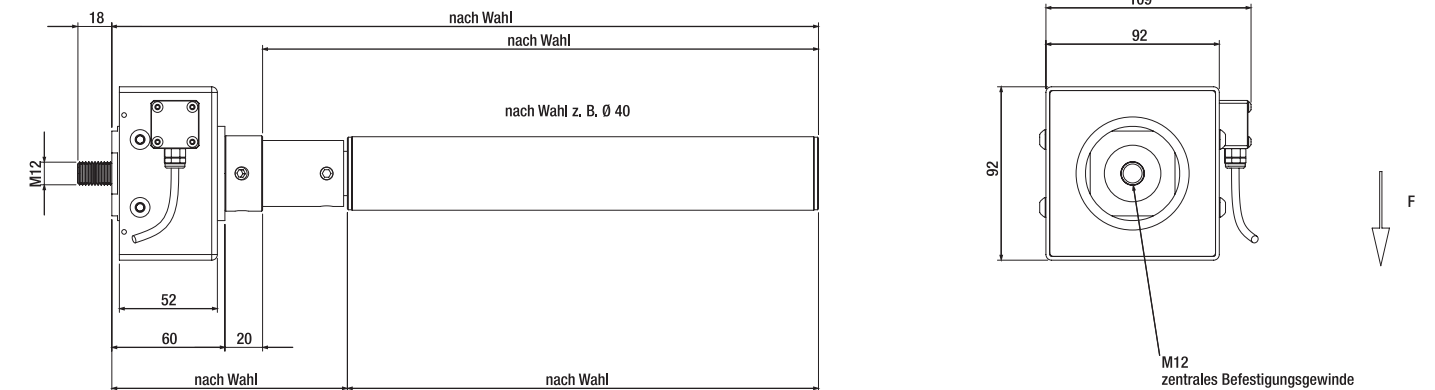 18
nach Wahl
nach Wahl
nach Wahl z. B. Ø 40
M12
52
60
20
nach Wahl
nach Wahl
109
92
92
F
M12
zentrales Befestigungsgewinde